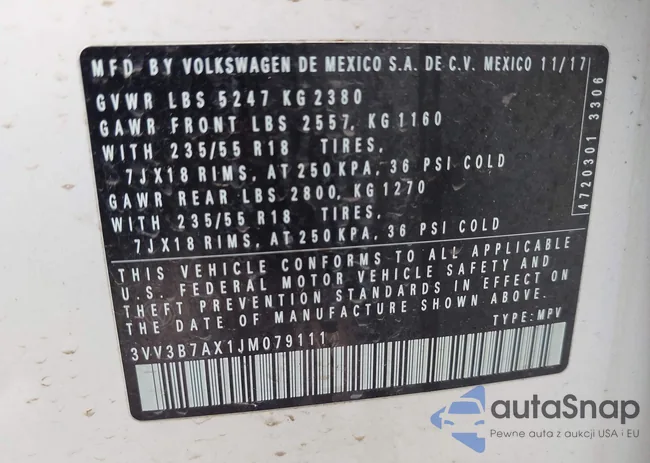 MFD BY VOLKSWAGEN DE MEXICO S.A. DE C.V. MEXICO 11/17
GVWR LBS 5247 KG 2380
GAWR FRONT LBS 2557, KG 1160
WITH 235/55 R18 TIRES,
7JX18 RIMS, AT 250 KPA, 36 PSI COLD
GAWR REAR LBS 2800, KG 1270
WITH 235/55 R18 TIRES,
7JX18 RIMS, AT 250 KPA, 36 PSI COLD
THIS VEHICLE CONFORMS TO ALL APPLICABLE
U.S. FEDERAL MOTOR VEHICLE SAFETY AND
THEFT PREVENTION STANDARDS IN EFFECT ON
THE DATE OF MANUFACTURE SHOWN ABOVE.
3VV3B7AX1JM079111 TYPE: MPV
4720301 3306
autaSnap
Pewne auta z aukcji USA i EU